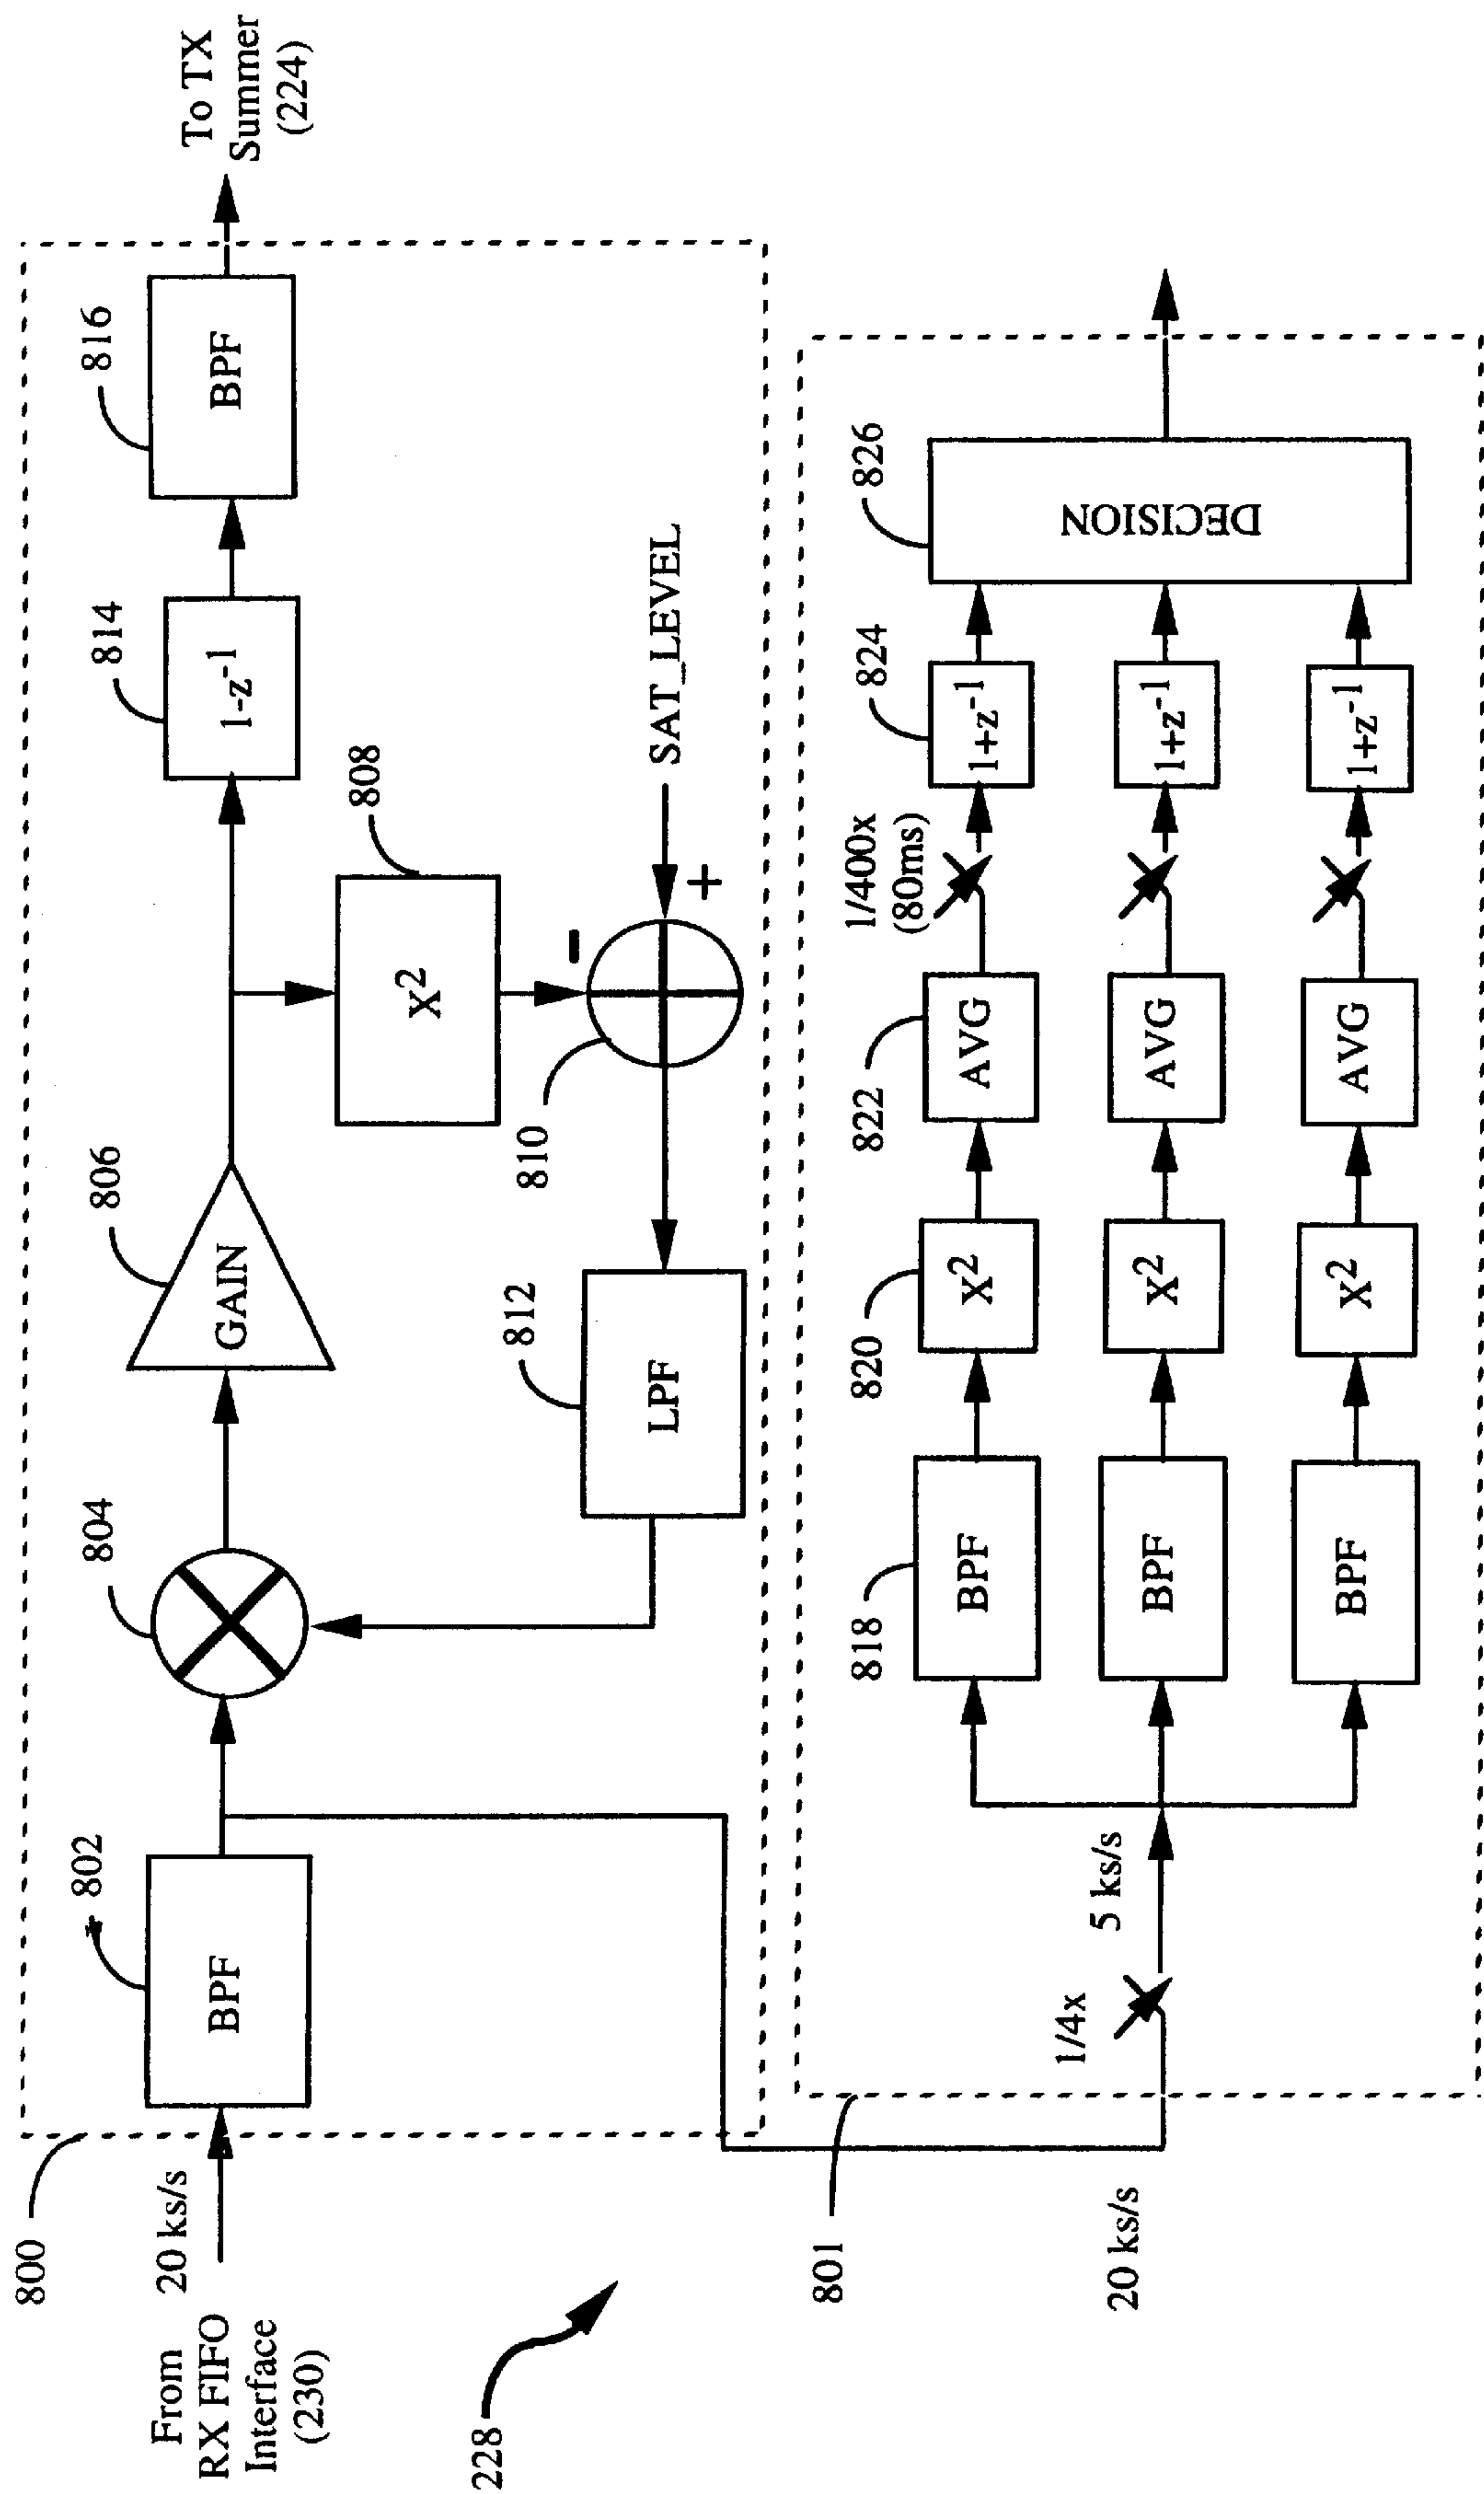 800
From
RX FIFO
Interface
(230)
20 ks/s
802
BPF
804
806
GAIN
814
1-z⁻¹
816
BPF
To TX
Summer
(224)
808
x²
-
810
+
SAT_LEVEL
812
LPF
228
801
20 ks/s
1/4x
5 ks/s
818
BPF
820
x²
822
AVG
1/400x
(80ms)
824
1+z⁻¹
826
DECISION
BPF
x²
AVG
1+z⁻¹
BPF
x²
AVG
1+z⁻¹